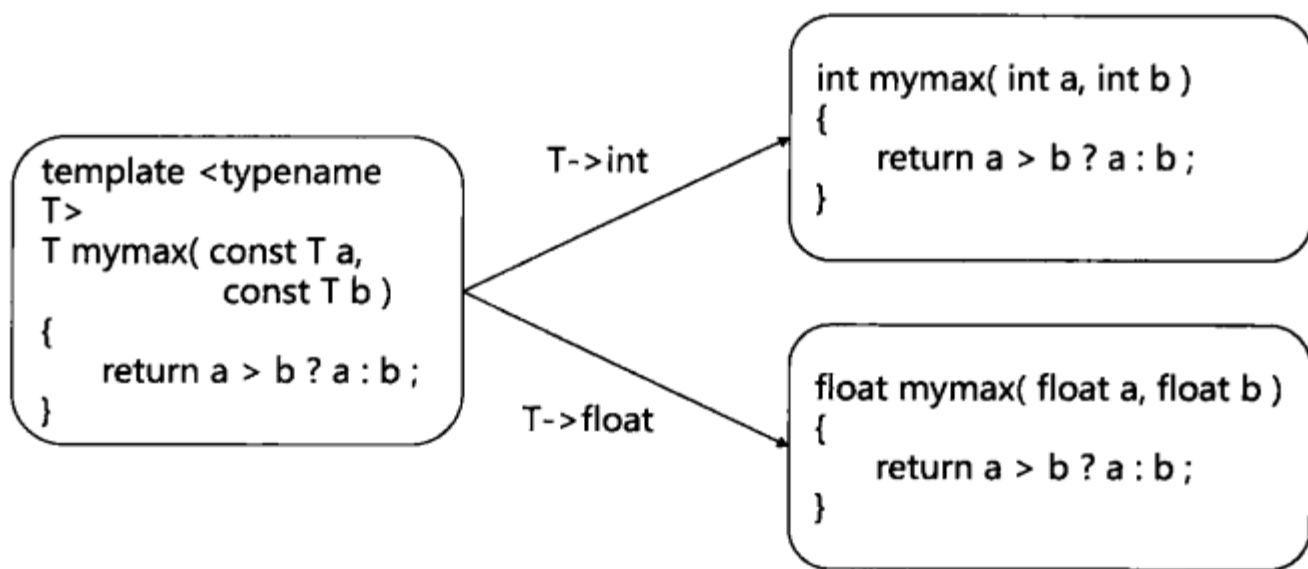 template <typename
T>
T mymax( const T a,
const T b )
{
return a > b ? a : b ;
}
T->int
T->float
int mymax( int a, int b )
{
return a > b ? a : b ;
}
float mymax( float a, float b )
{
return a > b ? a : b ;
}